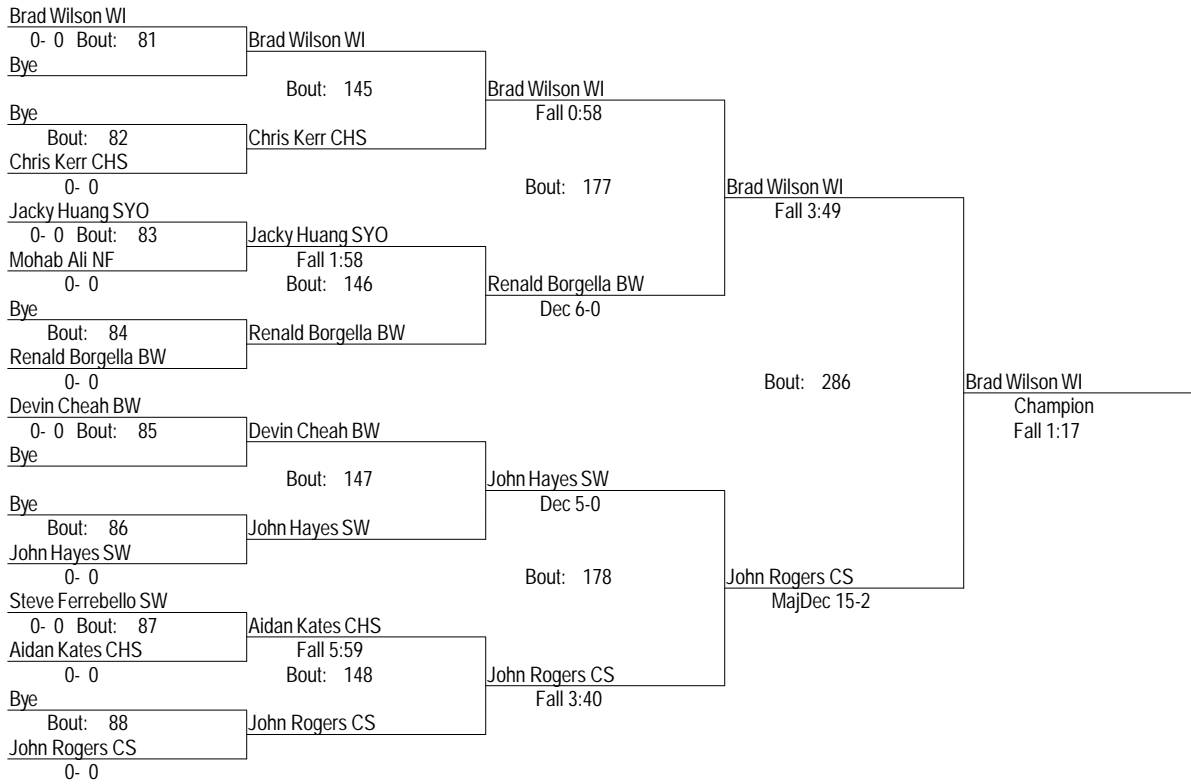 Brad Wilson WI
0- 0 Bout: 81 Brad Wilson WI
Bye
Bout: 145 Brad Wilson WI
Bye Fall 0:58
Bout: 82 Chris Kerr CHS
Chris Kerr CHS
0- 0 Bout: 177 Brad Wilson WI
Jacky Huang SYO Fall 3:49
0- 0 Bout: 83 Jacky Huang SYO
Mohab Ali NF Fall 1:58
0- 0 Bout: 146 Renald Borgella BW
Bye Dec 6-0
Bout: 84 Renald Borgella BW
Renald Borgella BW
0- 0 Bout: 286 Brad Wilson WI
Devin Cheah BW Champion
0- 0 Bout: 85 Devin Cheah BW Fall 1:17
Bye
Bout: 147 John Hayes SW
Bye Dec 5-0
Bout: 86 John Hayes SW
John Hayes SW
0- 0 Bout: 178 John Rogers CS
Steve Ferrebello SW MajDec 15-2
0- 0 Bout: 87 Aidan Kates CHS
Aidan Kates CHS Fall 5:59
0- 0 Bout: 148 John Rogers CS
Bye Fall 3:40
Bout: 88 John Rogers CS
John Rogers CS
0- 0